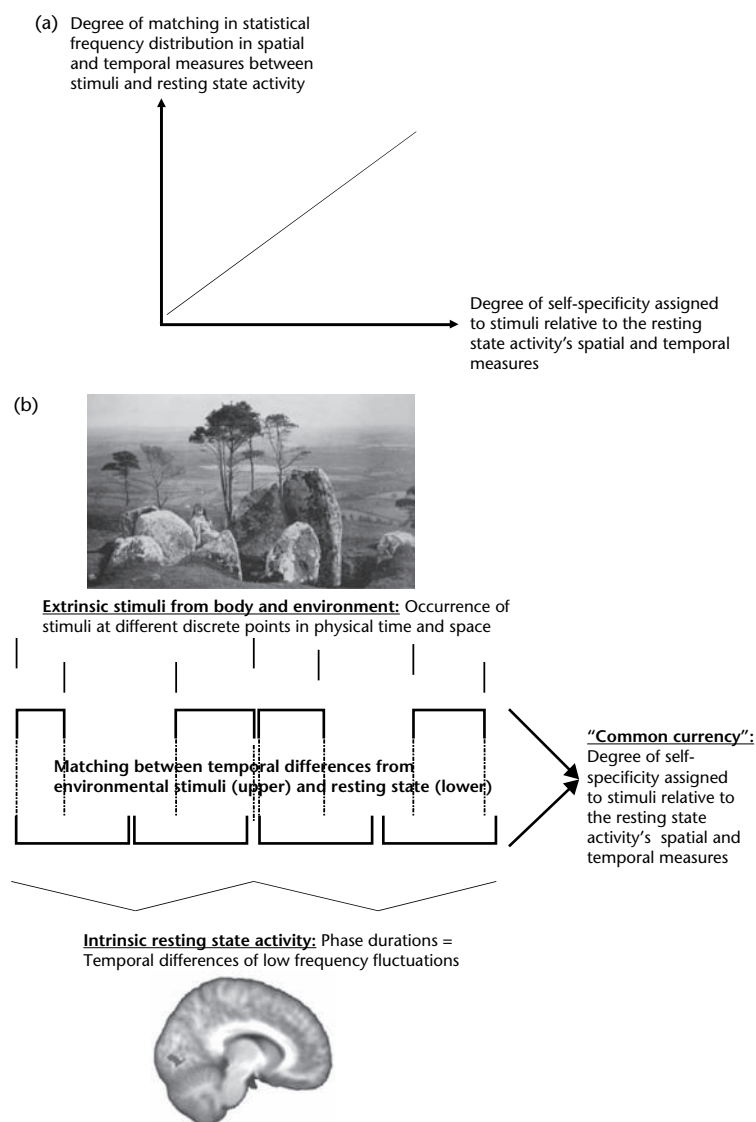 (a) Degree of matching in statistical
frequency distribution in spatial
and temporal measures between
stimuli and resting state activity
Degree of self-specificity assigned
to stimuli relative to the resting
state activity's spatial and temporal
measures
(b)
Extrinsic stimuli from body and environment: Occurrence of
stimuli at different discrete points in physical time and space
Matching between temporal differences from
environmental stimuli (upper) and resting state (lower)
"Common currency":
Degree of self-
specificity assigned
to stimuli relative to
the resting state
activity's spatial and
temporal measures
Intrinsic resting state activity: Phase durations =
Temporal differences of low frequency fluctuations